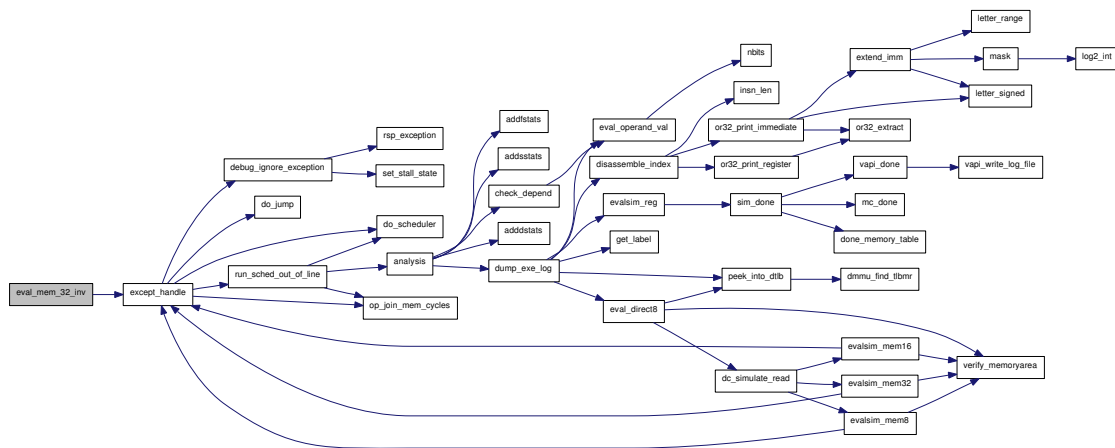 letter_range
nbits
extend_imm
mask
log2_int
insn_len
letter_signed
addfstats
eval_operand_val
or32_print_immediate
or32_extract
rsp_exception
addsstats
debug_ignore_exception
disassemble_index
or32_print_register
vapi_done
vapi_write_log_file
set_stall_state
check_depend
do_jump
evalsim_reg
sim_done
mc_done
do_scheduler
adddstats
get_label
done_memory_table
analysis
run_sched_out_of_line
dump_exe_log
peek_into_dtlb
dmmu_find_tlbmr
eval_mem_32_inv
except_handle
op_join_mem_cycles
eval_direct8
evalsim_mem16
verify_memoryarea
dc_simulate_read
evalsim_mem32
evalsim_mem8